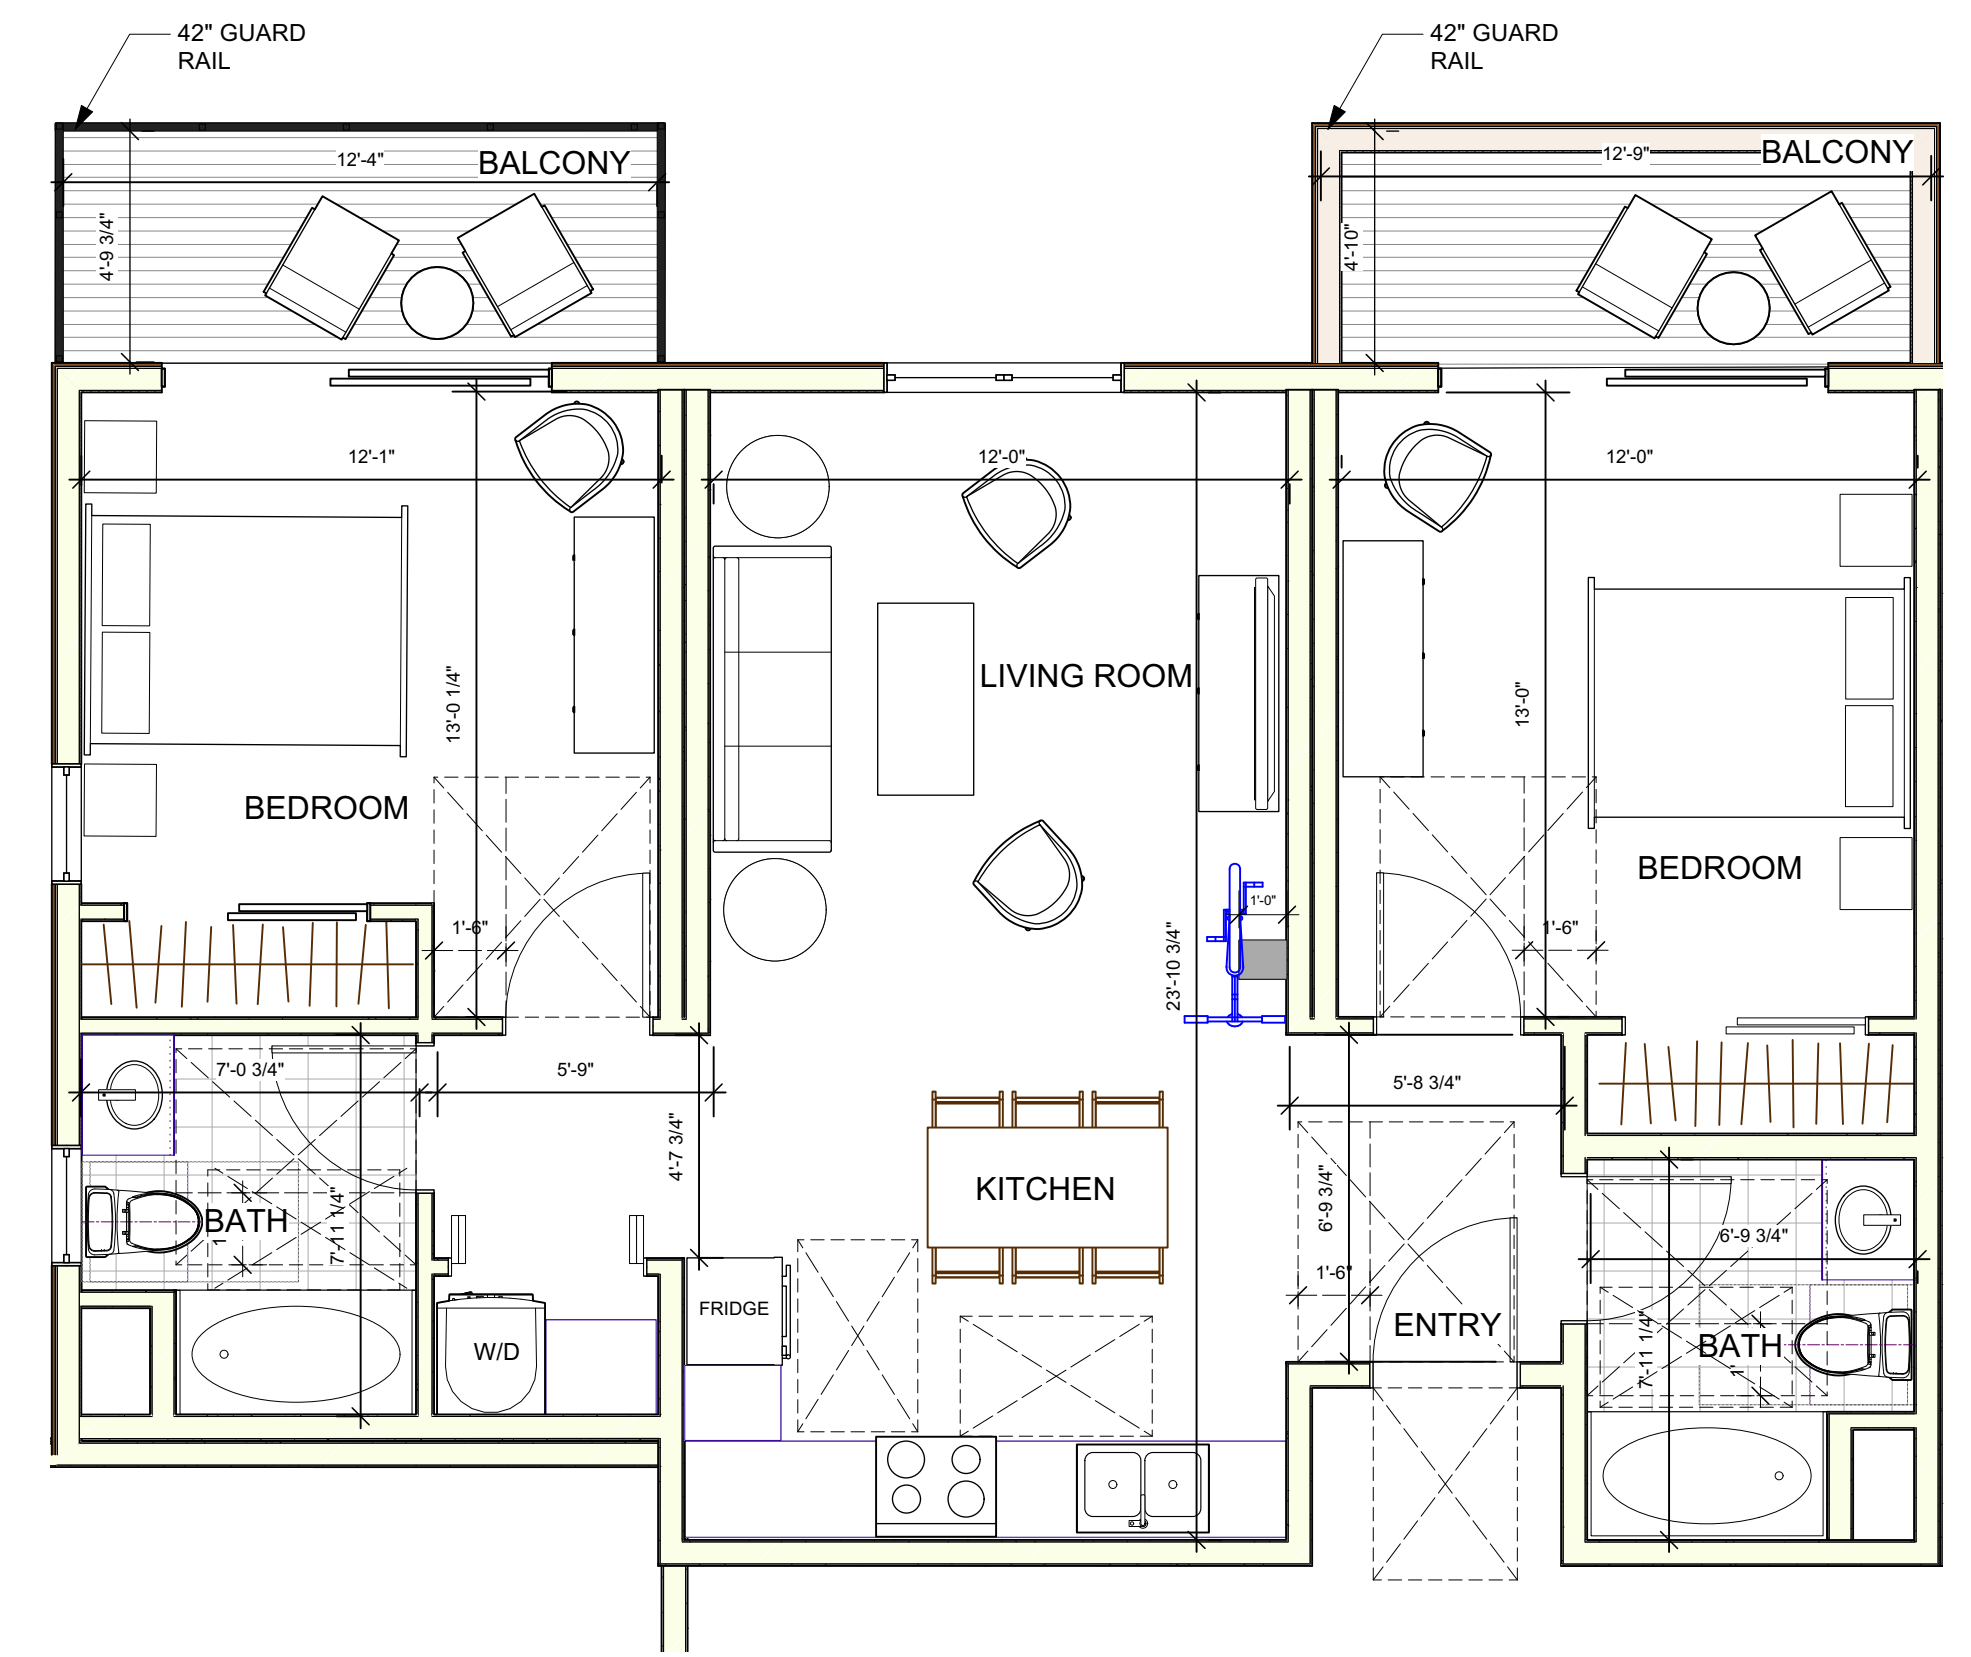 42" GUARD
RAIL
42" GUARD
RAIL
12'-4"
BALCONY
12'-9"
BALCONY
4'-9 3/4"
4'-10"
12'-1"
12'-0"
12'-0"
13'-0 1/4"
LIVING ROOM
13'-0"
BEDROOM
BEDROOM
1'-6"
1'-0"
1'-6"
23'-10 3/4"
7'-0 3/4"
5'-9"
5'-8 3/4"
4'-7 3/4"
6'-9 3/4"
KITCHEN
BATH
7'-11 1/4"
6'-9 3/4"
1'-6"
FRIDGE
ENTRY
W/D
BATH
7'-11 1/4"